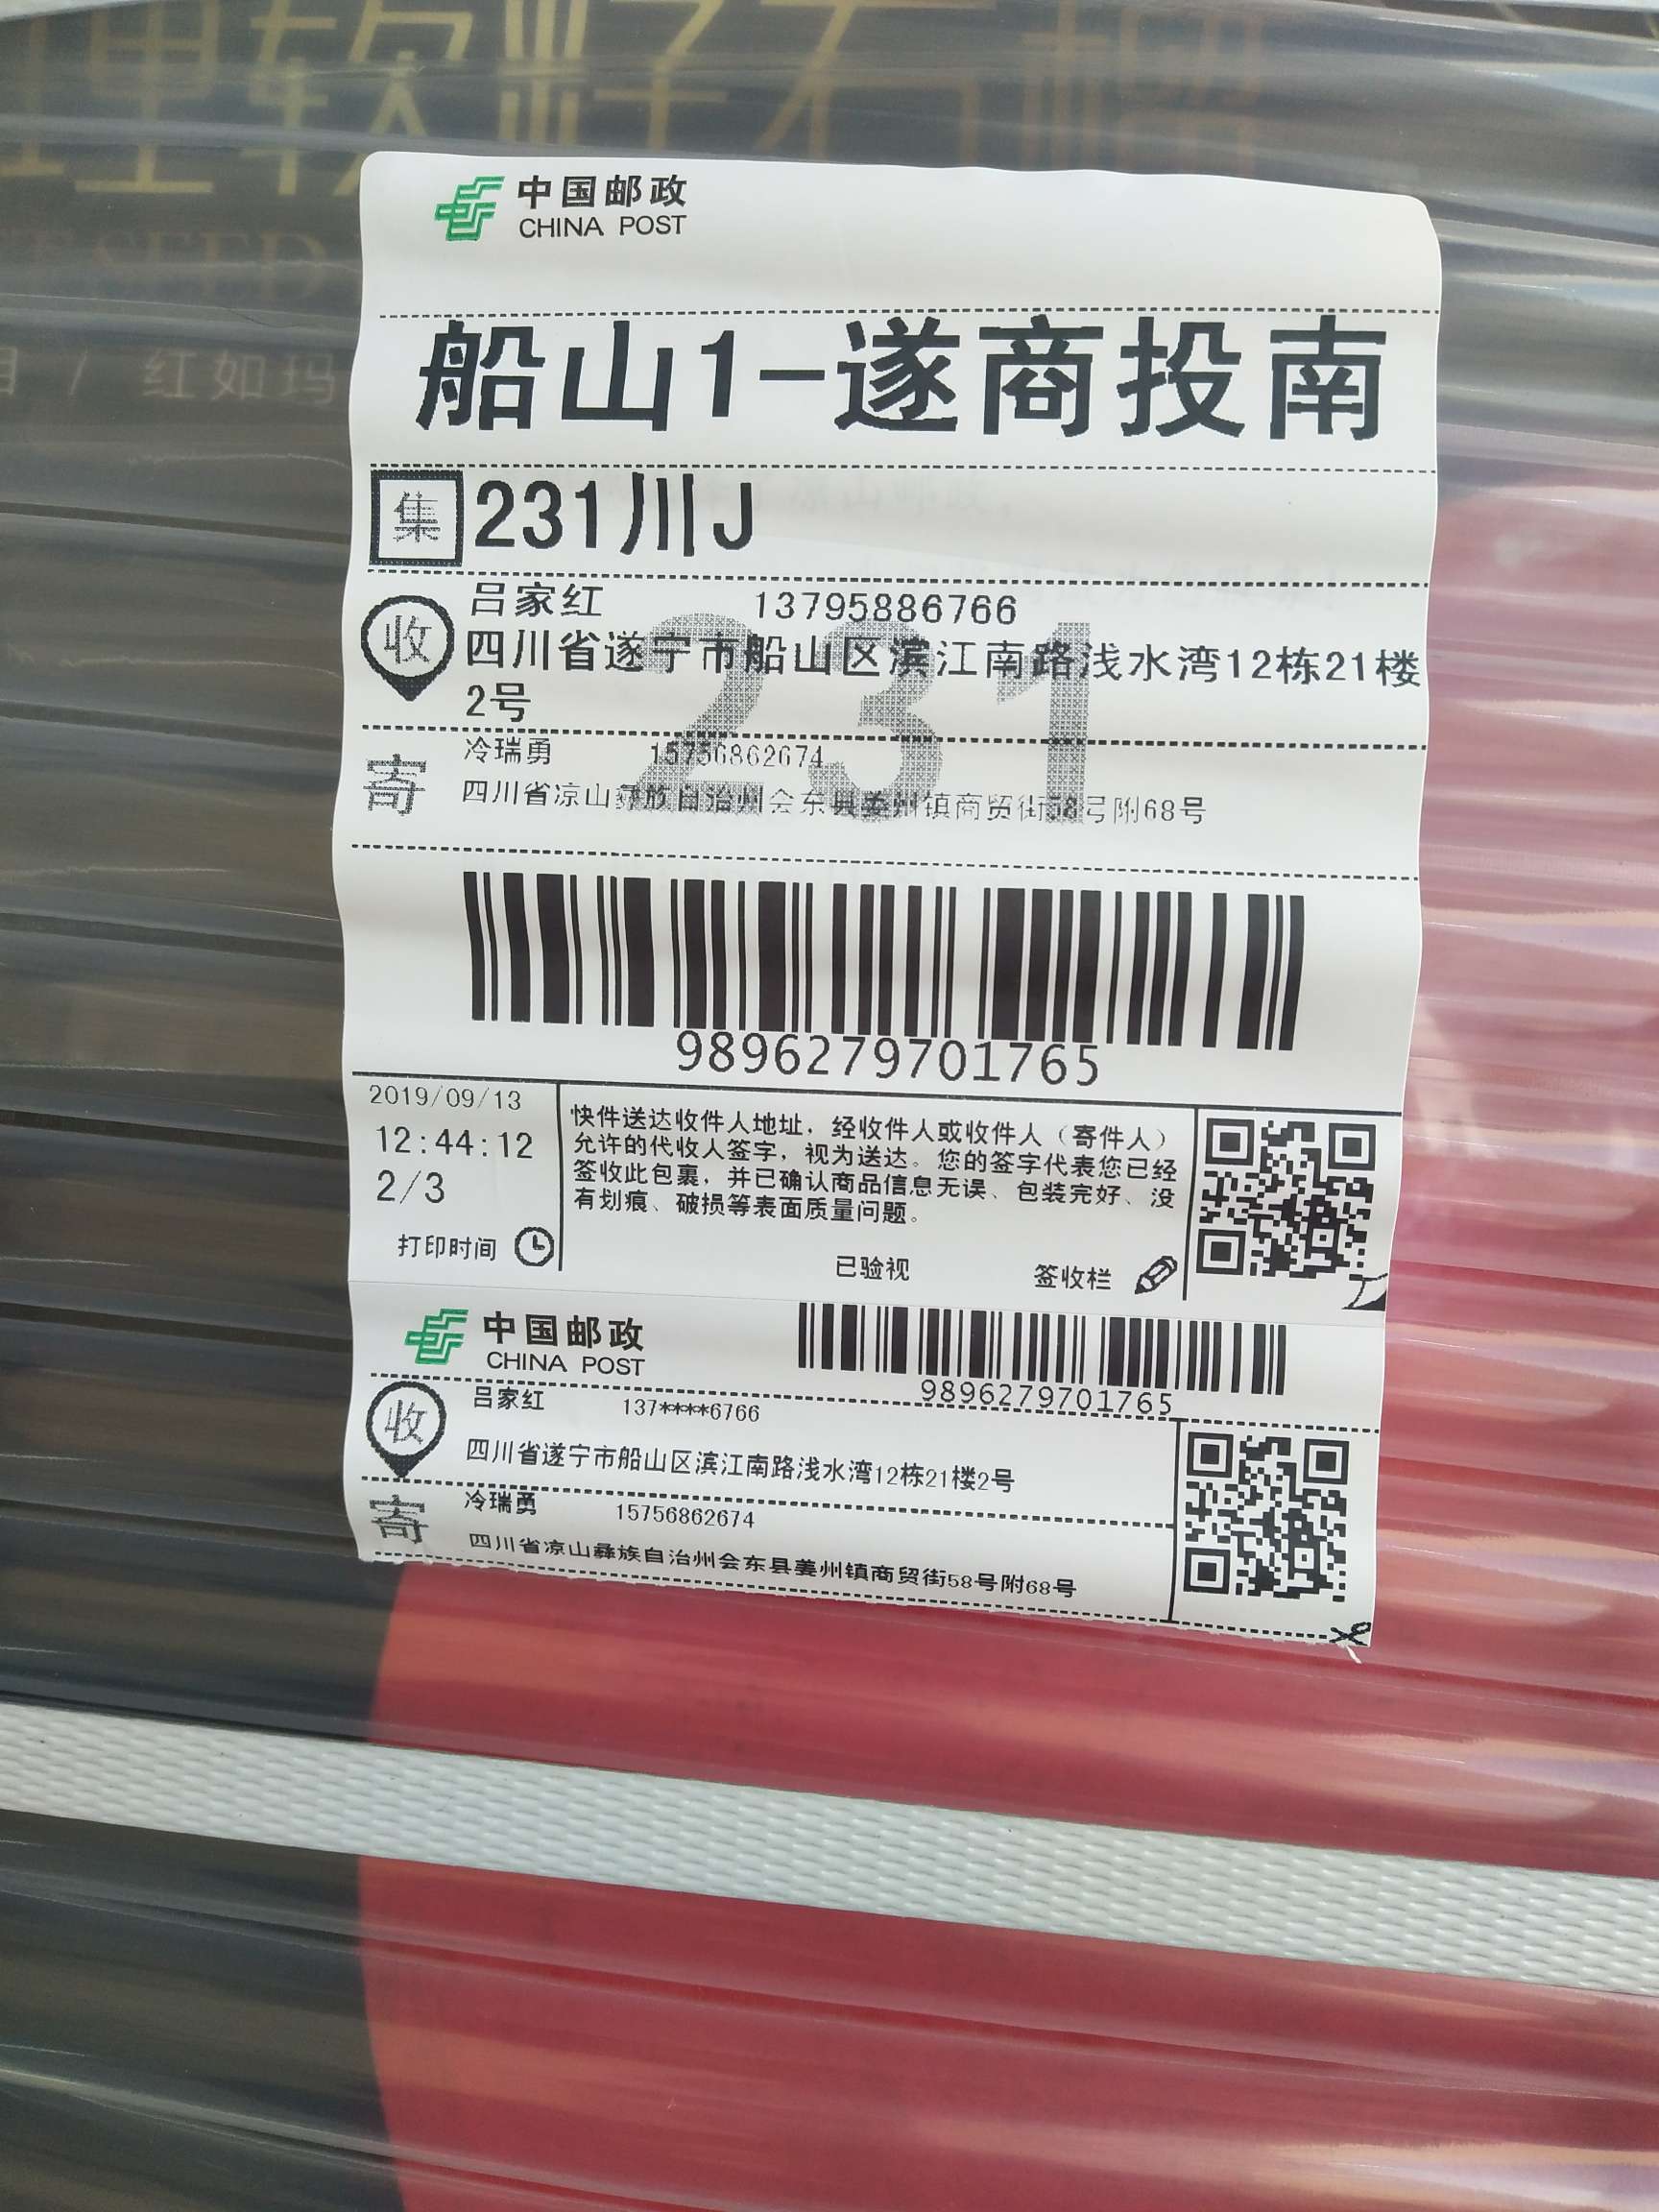 理软籽石榴
红如玛
中国邮政
CHINA POST
船山1-遂商投南
集 231川J
收 吕家红 13795886766
四川省遂宁市船山区滨江南路浅水湾12栋21楼
2号
231
寄 冷瑞勇 15756862674
四川省凉山彝族自治州会东县姜州镇商贸街58号附68号
9896279701765
2019/09/13
12:44:12
2/3
打印时间
快件送达收件人地址，经收件人或收件人（寄件人）
允许的代收人签字，视为送达。您的签字代表您已经
签收此包裹，并已确认商品信息无误、包装完好、没
有划痕、破损等表面质量问题。
已验视 签收栏
中国邮政
CHINA POST
9896279701765
收 吕家红 137****6766
四川省遂宁市船山区滨江南路浅水湾12栋21楼2号
寄 冷瑞勇 15756862674
四川省凉山彝族自治州会东县姜州镇商贸街58号附68号